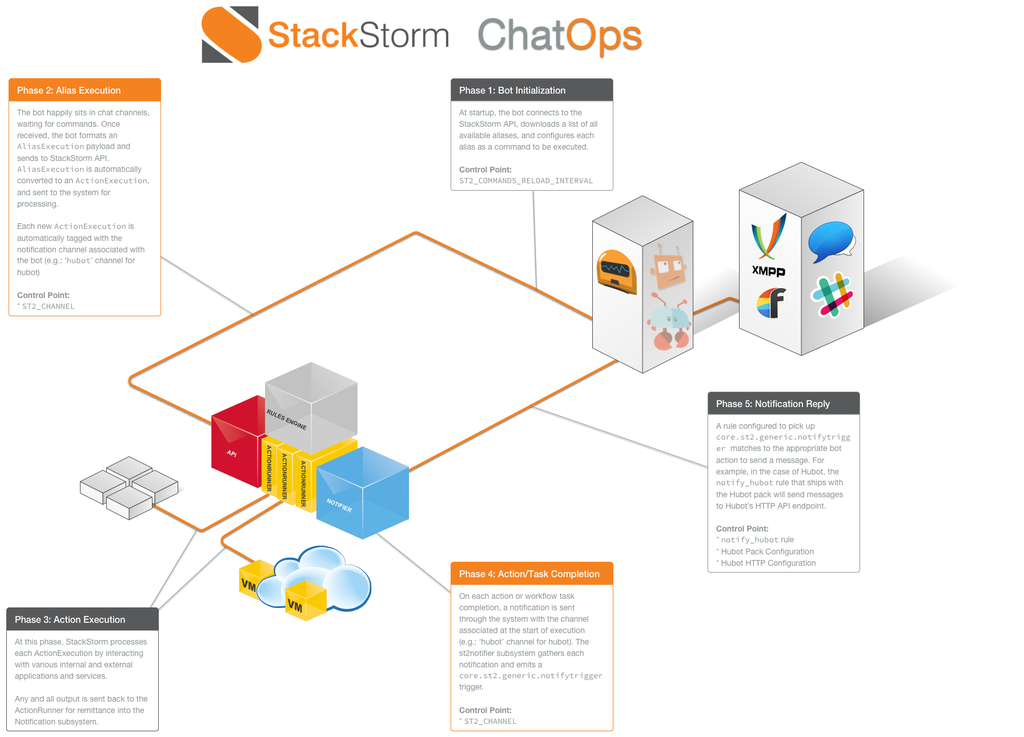 StackStorm ChatOps
Phase 2: Alias Execution
The bot happily sits in chat channels,
waiting for commands. Once
received, the bot formats an
AliasExecution payload and
sends to StackStorm API.
AliasExecution is automatically
converted to an ActionExecution,
and sent to the system for
processing.
Each new ActionExecution is
automatically tagged with the
notification channel associated with
the bot (e.g.: 'hubot' channel for
hubot)
Control Point:
* ST2_CHANNEL
Phase 1: Bot Initialization
At startup, the bot connects to the
StackStorm API, downloads a list of all
available aliases, and configures each
alias as a command to be executed.
Control Point:
ST2_COMMANDS_RELOAD_INTERVAL
XMPP
RULES ENGINE
API
ACTIONRUNNER
ACTIONRUNNER
ACTIONRUNNER
NOTIFIER
VM
VM
Phase 5: Notification Reply
A rule configured to pick up
core.st2.generic.notifytrigg
er matches to the appropriate bot
action to send a message. For
example, in the case of Hubot, the
notify_hubot rule that ships with
the Hubot pack will send messages
to Hubot's HTTP API endpoint.
Control Point:
* notify_hubot rule
* Hubot Pack Configuration
* Hubot HTTP Configuration
Phase 3: Action Execution
At this phase, StackStorm processes
each ActionExecution by interacting
with various internal and external
applications and services.
Any and all output is sent back to the
ActionRunner for remittance into the
Notification subsystem.
Phase 4: Action/Task Completion
On each action or workflow task
completion, a notification is sent
through the system with the channel
associated at the start of execution
(e.g.: 'hubot' channel for hubot). The
st2notifier subsystem gathers each
notification and emits a
core.st2.generic.notifytrigger
trigger.
Control Point:
* ST2_CHANNEL